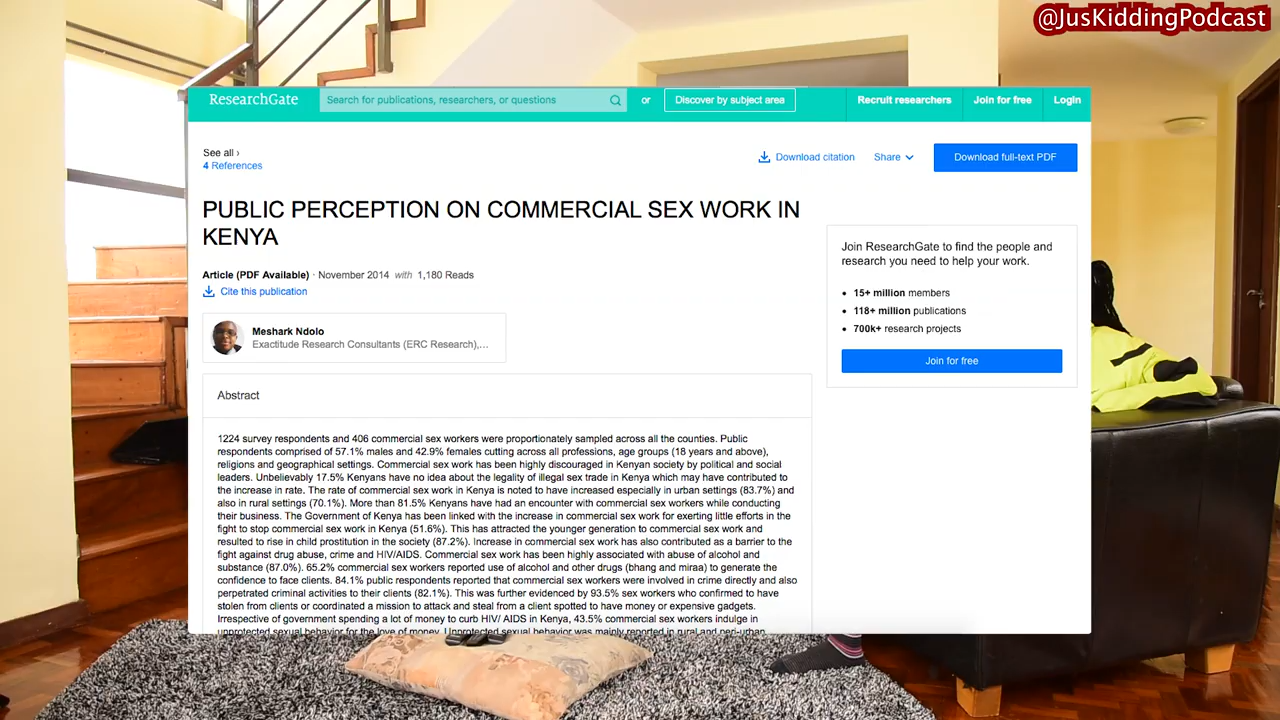 @JusKiddingPodcast
ResearchGate
Search for publications, researchers, or questions
or
Discover by subject area
Recruit researchers
Join for free
Login
See all ›
4 References
Download citation
Share
Download full-text PDF
PUBLIC PERCEPTION ON COMMERCIAL SEX WORK IN
KENYA
Article (PDF Available) · November 2014 with 1,180 Reads
Cite this publication
Meshark Ndolo
Exactitude Research Consultants (ERC Research),...
Join ResearchGate to find the people and
research you need to help your work.
• 15+ million members
• 118+ million publications
• 700k+ research projects
Join for free
Abstract
1224 survey respondents and 406 commercial sex workers were proportionately sampled across all the counties. Public
respondents comprised of 57.1% males and 42.9% females cutting across all professions, age groups (18 years and above),
religions and geographical settings. Commercial sex work has been highly discouraged in Kenyan society by political and social
leaders. Unbelievably 17.5% Kenyans have no idea about the legality of illegal sex trade in Kenya which may have contributed to
the increase in rate. The rate of commercial sex work in Kenya is noted to have increased especially in urban settings (83.7%) and
also in rural settings (70.1%). More than 81.5% Kenyans have had an encounter with commercial sex workers while conducting
their business. The Government of Kenya has been linked with the increase in commercial sex work for exerting little efforts in the
fight to stop commercial sex work in Kenya (51.6%). This has attracted the younger generation to commercial sex work and
resulted to rise in child prostitution in the society (87.2%). Increase in commercial sex work has also contributed as a barrier to the
fight against drug abuse, crime and HIV/AIDS. Commercial sex work has been highly associated with abuse of alcohol and
substance (87.0%). 65.2% commercial sex workers reported use of alcohol and other drugs (bhang and miraa) to generate the
confidence to face clients. 84.1% public respondents reported that commercial sex workers were involved in crime directly and also
perpetrated criminal activities to their clients (82.1%). This was further evidenced by 93.5% sex workers who confirmed to have
stolen from clients or coordinated a mission to attack and steal from a client spotted to have money or expensive gadgets.
Irrespective of government spending a lot of money to curb HIV/ AIDS in Kenya, 43.5% commercial sex workers indulge in
unprotected sexual behavior for the love of money. Unprotected sexual behavior was mainly reported in rural and peri-urban